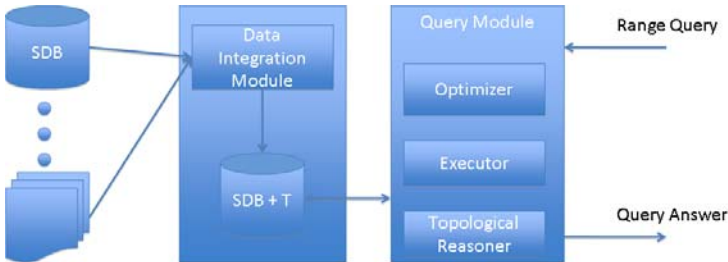 SDB
Data
Integration
Module
SDB + T
Query Module
Optimizer
Executor
Topological
Reasoner
Range Query
Query Answer